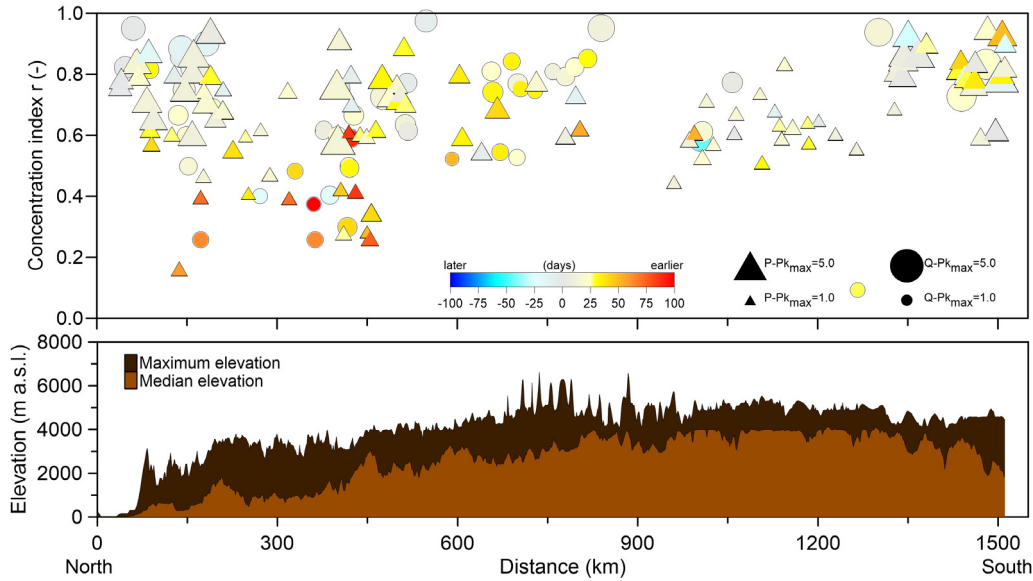 1.0
0.8
0.6
0.4
0.2
0.0
Concentration index r (-)
later (days) earlier
-100 -75 -50 -25 0 25 50 75 100
P-Pkmax=5.0
Q-Pkmax=5.0
P-Pkmax=1.0
Q-Pkmax=1.0
8000
6000
4000
2000
0
Elevation (m a.s.l.)
Maximum elevation
Median elevation
0 300 600 900 1200 1500
North Distance (km) South